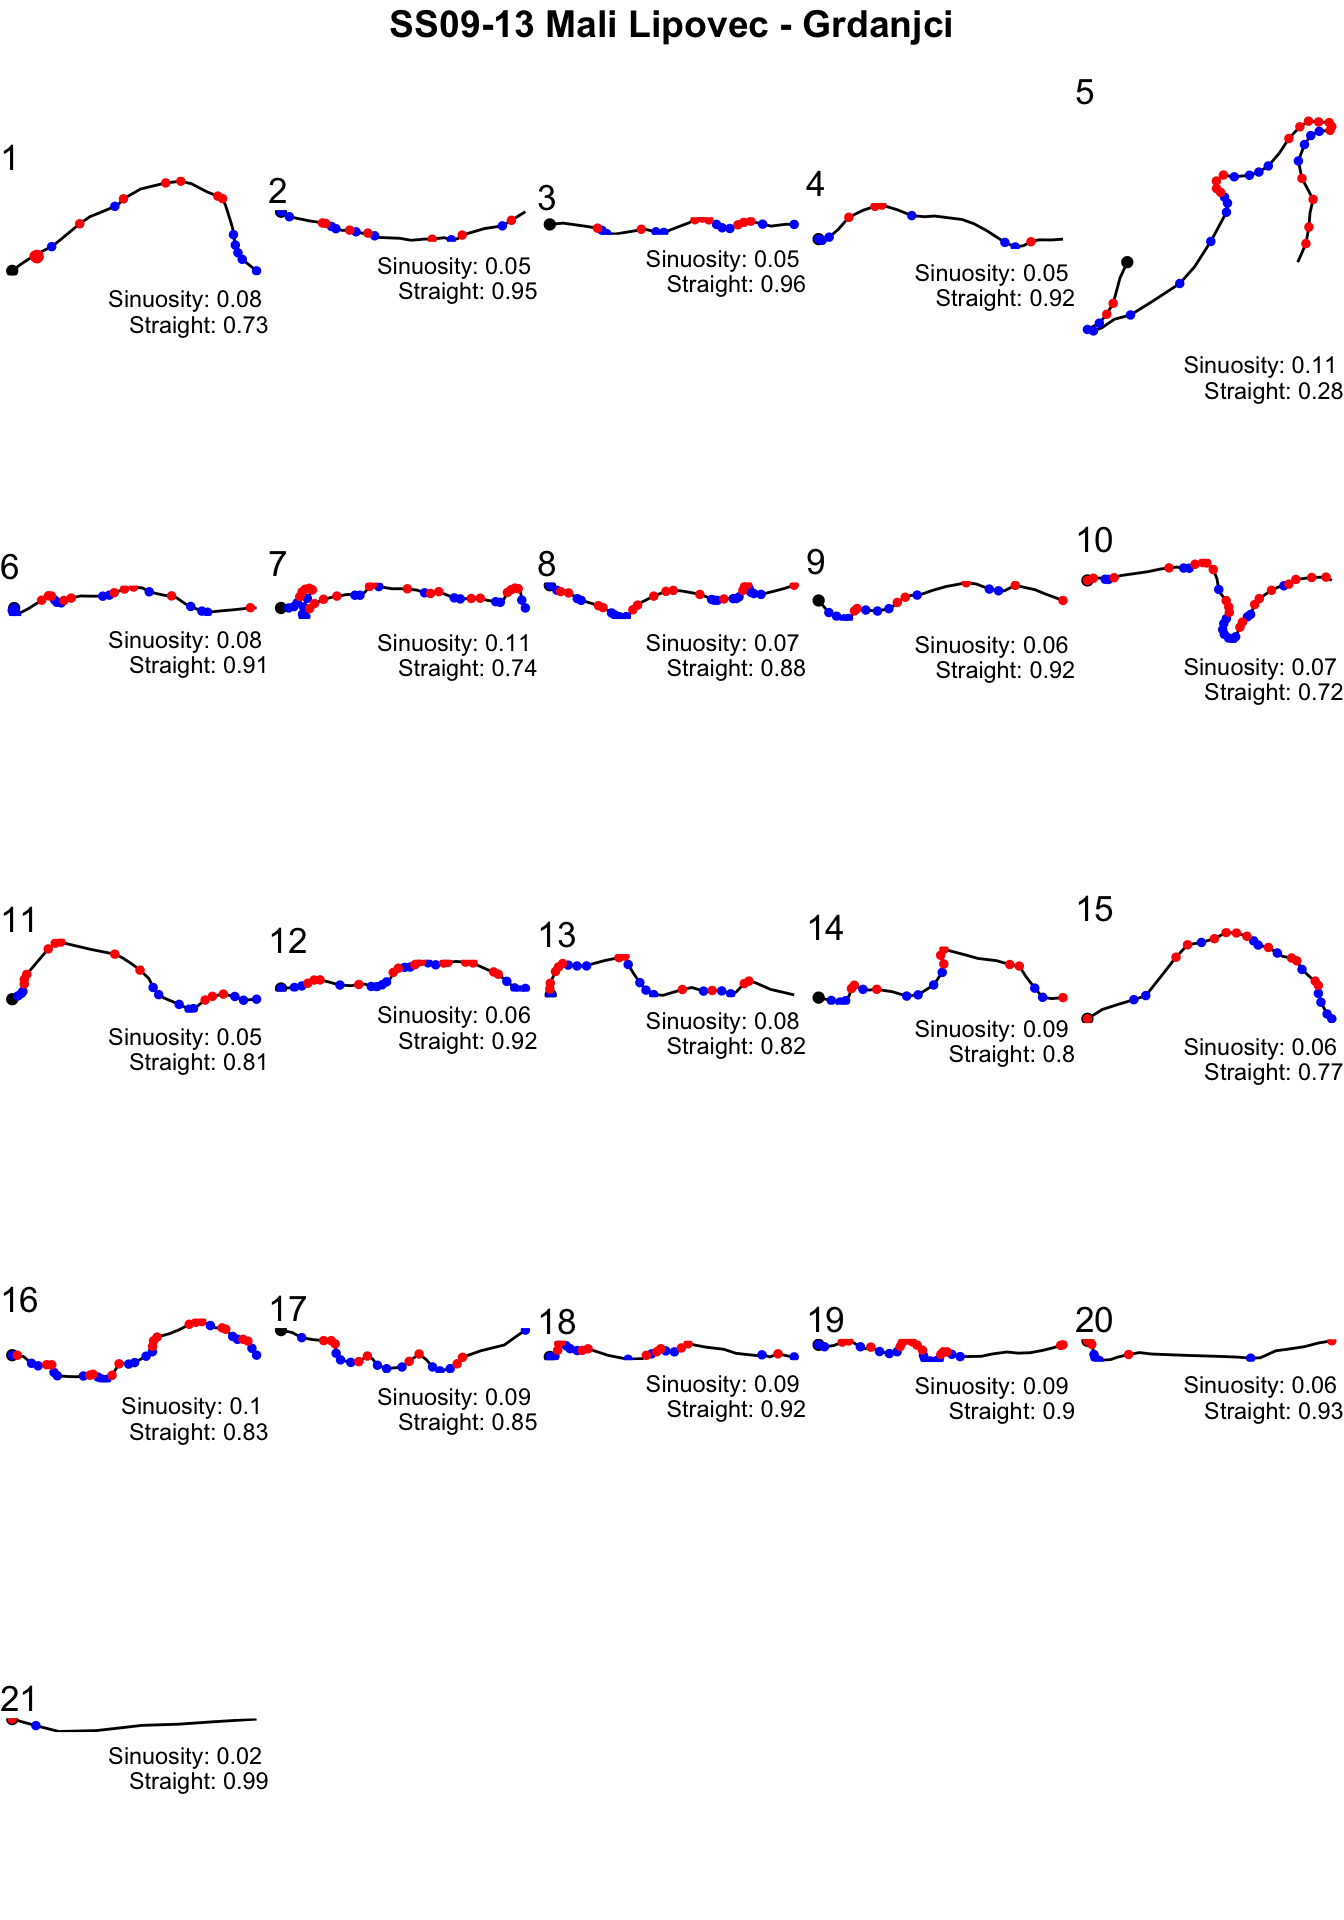 SS09-13 Mali Lipovec - Grdanjci
1
Sinuosity: 0.08
Straight: 0.73
2
Sinuosity: 0.05
Straight: 0.95
3
Sinuosity: 0.05
Straight: 0.96
4
Sinuosity: 0.05
Straight: 0.92
5
Sinuosity: 0.11
Straight: 0.28
6
Sinuosity: 0.08
Straight: 0.91
7
Sinuosity: 0.11
Straight: 0.74
8
Sinuosity: 0.07
Straight: 0.88
9
Sinuosity: 0.06
Straight: 0.92
10
Sinuosity: 0.07
Straight: 0.72
11
Sinuosity: 0.05
Straight: 0.81
12
Sinuosity: 0.06
Straight: 0.92
13
Sinuosity: 0.08
Straight: 0.82
14
Sinuosity: 0.09
Straight: 0.8
15
Sinuosity: 0.06
Straight: 0.77
16
Sinuosity: 0.1
Straight: 0.83
17
Sinuosity: 0.09
Straight: 0.85
18
Sinuosity: 0.09
Straight: 0.92
19
Sinuosity: 0.09
Straight: 0.9
20
Sinuosity: 0.06
Straight: 0.93
21
Sinuosity: 0.02
Straight: 0.99